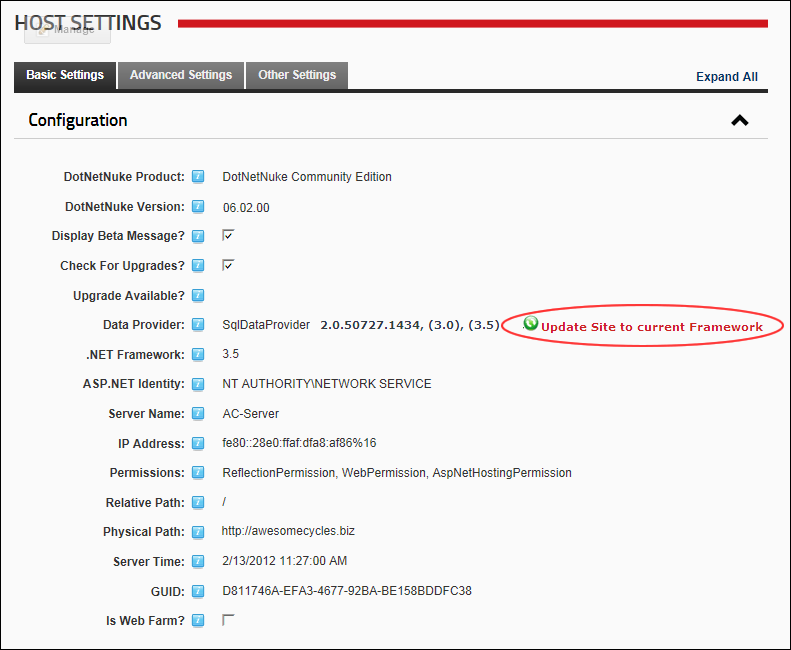 HOST SETTINGS
Manage
Basic Settings Advanced Settings Other Settings Expand All
Configuration
DotNetNuke Product: DotNetNuke Community Edition
DotNetNuke Version: 06.02.00
Display Beta Message?
Check For Upgrades?
Upgrade Available?
Data Provider: SqlDataProvider 2.0.50727.1434, (3.0), (3.5) Update Site to current Framework
.NET Framework: 3.5
ASP.NET Identity: NT AUTHORITY\NETWORK SERVICE
Server Name: AC-Server
IP Address: fe80::28e0:ffaf:dfa8:af86%16
Permissions: ReflectionPermission, WebPermission, AspNetHostingPermission
Relative Path: /
Physical Path: http://awesomecycles.biz
Server Time: 2/13/2012 11:27:00 AM
GUID: D811746A-EFA3-4677-92BA-BE158BDDFC38
Is Web Farm?